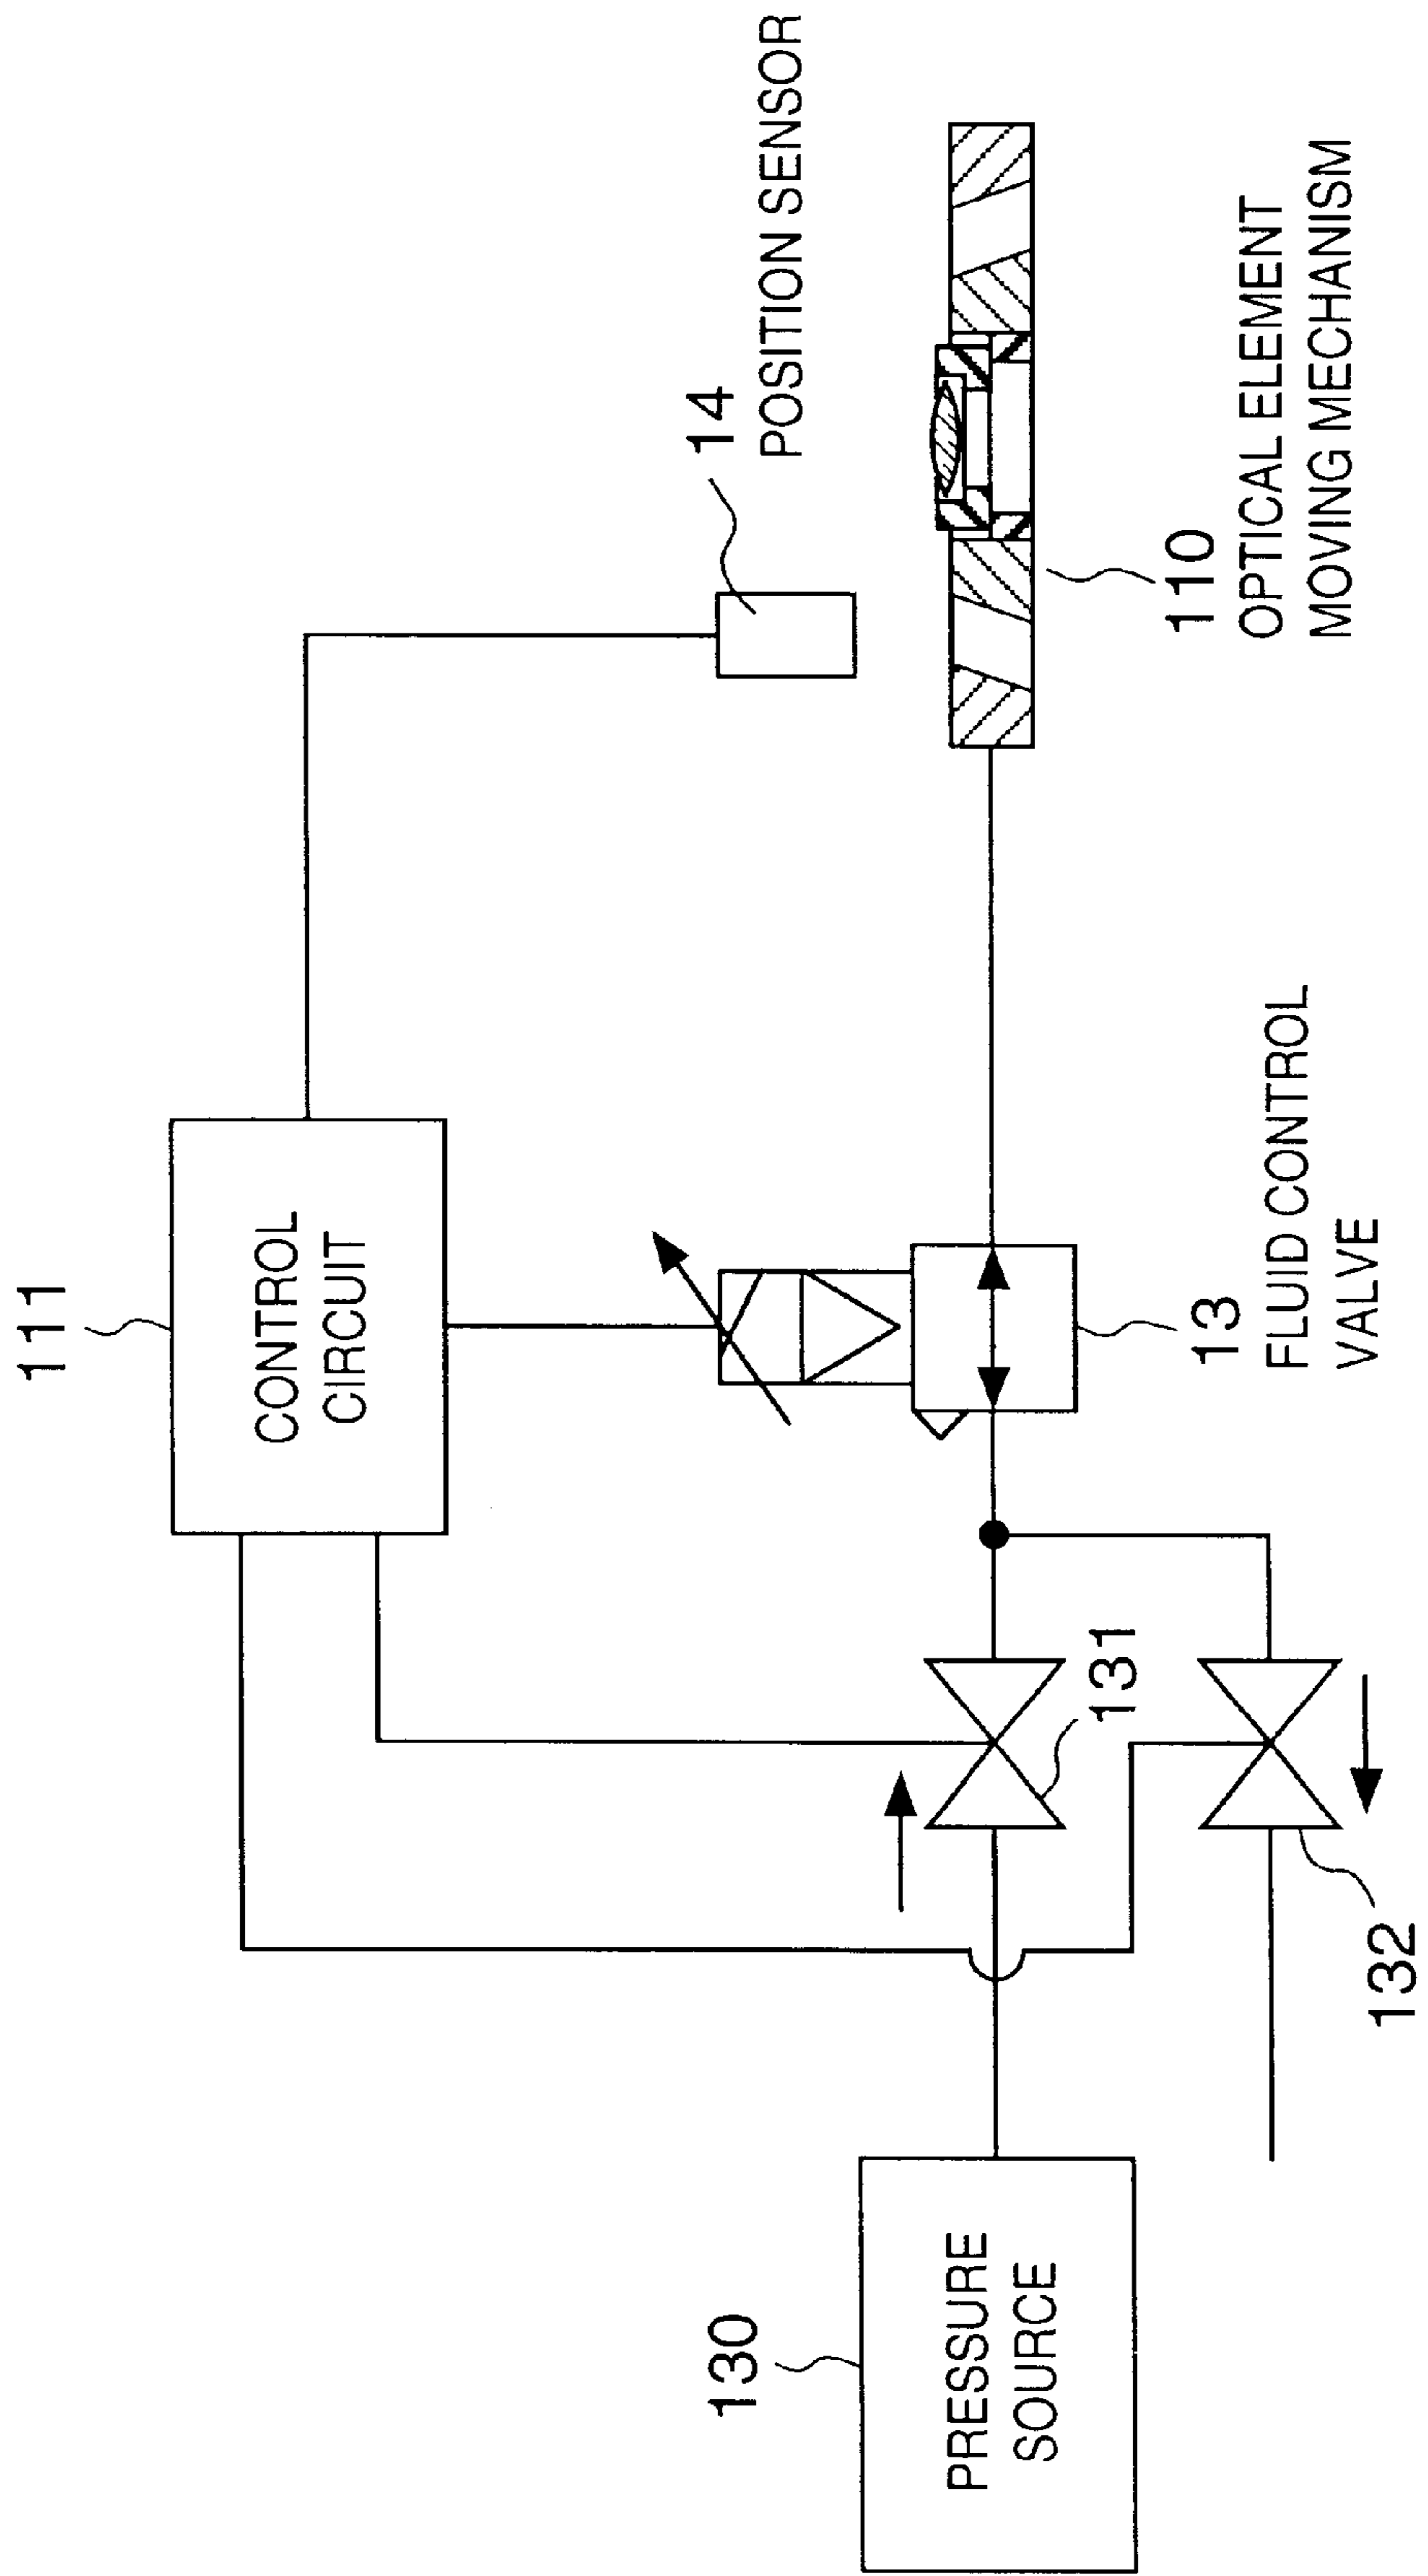 111
CONTROL
CIRCUIT
14
POSITION SENSOR
130
PRESSURE
SOURCE
131
132
13
FLUID CONTROL
VALVE
110
OPTICAL ELEMENT
MOVING MECHANISM